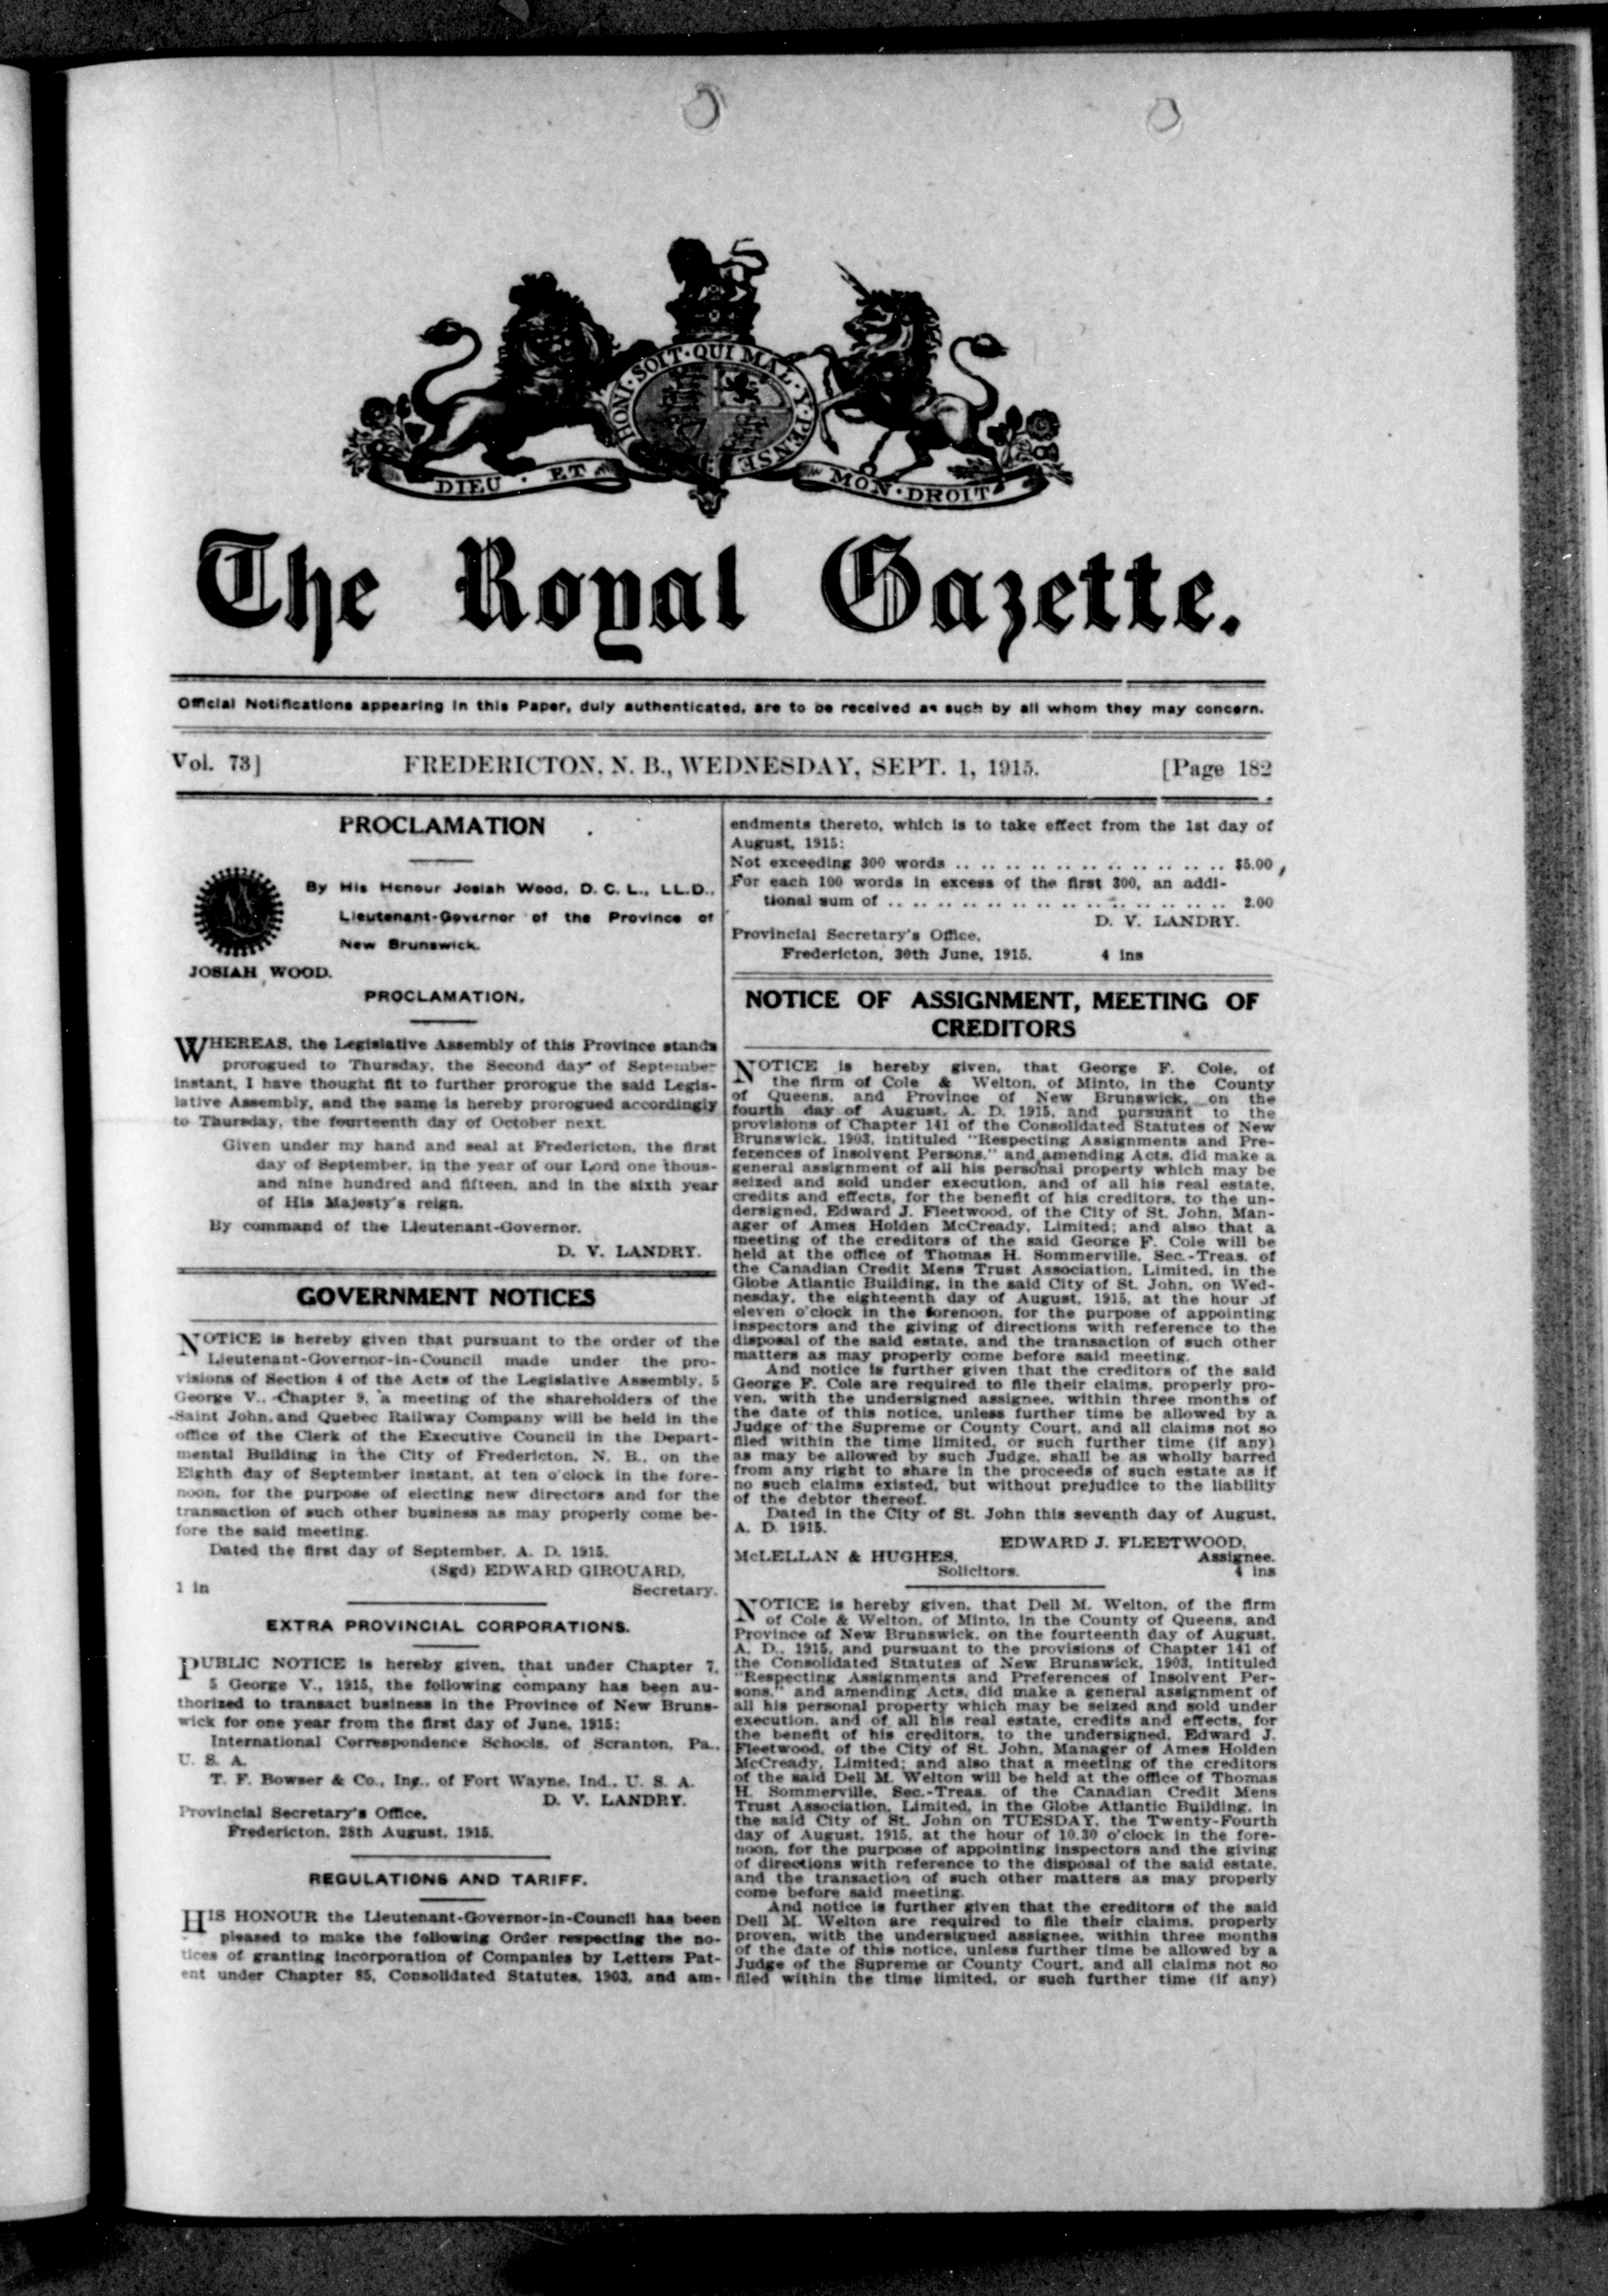 HONI · SOIT · QUI MAL · Y · PENSE
DIEU · ET
MON · DROIT
The Royal Gazette.
Official Notifications appearing in this Paper, duly authenticated, are to be received as such by all whom they may concern.
Vol. 73]
FREDERICTON, N. B., WEDNESDAY, SEPT. 1, 1915.
[Page 182
PROCLAMATION
By His Honour Josiah Wood, D. C. L., LL.D.,
Lieutenant-Governor of the Province of
New Brunswick.
JOSIAH WOOD.
PROCLAMATION.
WHEREAS, the Legislative Assembly of this Province stands
prorogued to Thursday, the Second day of September
instant, I have thought fit to further prorogue the said Legis-
lative Assembly, and the same is hereby prorogued accordingly
to Thursday, the fourteenth day of October next.
Given under my hand and seal at Fredericton, the first
day of September, in the year of our Lord one thous-
and nine hundred and fifteen, and in the sixth year
of His Majesty's reign.
By command of the Lieutenant-Governor.
D. V. LANDRY.
GOVERNMENT NOTICES
NOTICE is hereby given that pursuant to the order of the
Lieutenant-Governor-in-Council made under the pro-
visions of Section 4 of the Acts of the Legislative Assembly, 5
George V., Chapter 9, a meeting of the shareholders of the
Saint John and Quebec Railway Company will be held in the
office of the Clerk of the Executive Council in the Depart-
mental Building in the City of Fredericton, N. B., on the
Eighth day of September instant, at ten o'clock in the fore-
noon, for the purpose of electing new directors and for the
transaction of such other business as may properly come be-
fore the said meeting.
Dated the first day of September, A. D. 1915.
(Sgd) EDWARD GIROUARD,
1 in Secretary.
EXTRA PROVINCIAL CORPORATIONS.
PUBLIC NOTICE is hereby given, that under Chapter 7,
5 George V., 1915, the following company has been au-
thorized to transact business in the Province of New Bruns-
wick for one year from the first day of June, 1915:
International Correspondence Schools, of Scranton, Pa.,
U. S. A.
T. F. Bowser & Co., Ing., of Fort Wayne, Ind., U. S. A.
D. V. LANDRY.
Provincial Secretary's Office,
Fredericton, 28th August, 1915.
REGULATIONS AND TARIFF.
HIS HONOUR the Lieutenant-Governor-in-Council has been
pleased to make the following Order respecting the no-
tices of granting incorporation of Companies by Letters Pat-
ent under Chapter 85, Consolidated Statutes, 1903, and am-
endments thereto, which is to take effect from the 1st day of
August, 1915:
Not exceeding 300 words .. .. .. .. .. .. .. .. .. .. .. $5.00
For each 100 words in excess of the first 300, an addi-
tional sum of .. .. .. .. .. .. .. .. .. .. .. .. .. .. 2.00
D. V. LANDRY.
Provincial Secretary's Office,
Fredericton, 30th June, 1915. 4 ins
NOTICE OF ASSIGNMENT, MEETING OF
CREDITORS
NOTICE is hereby given, that George F. Cole, of
the firm of Cole & Welton, of Minto, in the County
of Queens, and Province of New Brunswick, on the
fourth day of August, A. D. 1915, and pursuant to the
provisions of Chapter 141 of the Consolidated Statutes of New
Brunswick, 1903, intituled "Respecting Assignments and Pre-
ferences of Insolvent Persons," and amending Acts, did make a
general assignment of all his personal property which may be
seized and sold under execution, and of all his real estate,
credits and effects, for the benefit of his creditors, to the un-
dersigned, Edward J. Fleetwood, of the City of St. John, Man-
ager of Ames Holden McCready, Limited; and also that a
meeting of the creditors of the said George F. Cole will be
held at the office of Thomas H. Sommerville, Sec.-Treas. of
the Canadian Credit Mens Trust Association, Limited, in the
Globe Atlantic Building, in the said City of St. John, on Wed-
nesday, the eighteenth day of August, 1915, at the hour of
eleven o'clock in the forenoon, for the purpose of appointing
inspectors and the giving of directions with reference to the
disposal of the said estate, and the transaction of such other
matters as may properly come before said meeting.
And notice is further given that the creditors of the said
George F. Cole are required to file their claims, properly pro-
ven, with the undersigned assignee, within three months of
the date of this notice, unless further time be allowed by a
Judge of the Supreme or County Court, and all claims not so
filed within the time limited, or such further time (if any)
as may be allowed by such Judge, shall be as wholly barred
from any right to share in the proceeds of such estate as if
no such claims existed, but without prejudice to the liability
of the debtor thereof.
Dated in the City of St. John this seventh day of August,
A. D. 1915.
EDWARD J. FLEETWOOD,
McLELLAN & HUGHES, Assignee.
Solicitors. 4 ins
NOTICE is hereby given, that Dell M. Welton, of the firm
of Cole & Welton, of Minto, in the County of Queens, and
Province of New Brunswick, on the fourteenth day of August,
A. D., 1915, and pursuant to the provisions of Chapter 141 of
the Consolidated Statutes of New Brunswick, 1903, intituled
"Respecting Assignments and Preferences of Insolvent Per-
sons," and amending Acts, did make a general assignment of
all his personal property which may be seized and sold under
execution, and of all his real estate, credits and effects, for
the benefit of his creditors, to the undersigned, Edward J.
Fleetwood, of the City of St. John, Manager of Ames Holden
McCready, Limited; and also that a meeting of the creditors
of the said Dell M. Welton will be held at the office of Thomas
H. Sommerville, Sec.-Treas. of the Canadian Credit Mens
Trust Association, Limited, in the Globe Atlantic Building, in
the said City of St. John on TUESDAY, the Twenty-Fourth
day of August, 1915, at the hour of 10.30 o'clock in the fore-
noon, for the purpose of appointing inspectors and the giving
of directions with reference to the disposal of the said estate,
and the transaction of such other matters as may properly
come before said meeting.
And notice is further given that the creditors of the said
Dell M. Welton are required to file their claims, properly
proven, with the undersigned assignee, within three months
of the date of this notice, unless further time be allowed by a
Judge of the Supreme or County Court, and all claims not so
filed within the time limited, or such further time (if any)